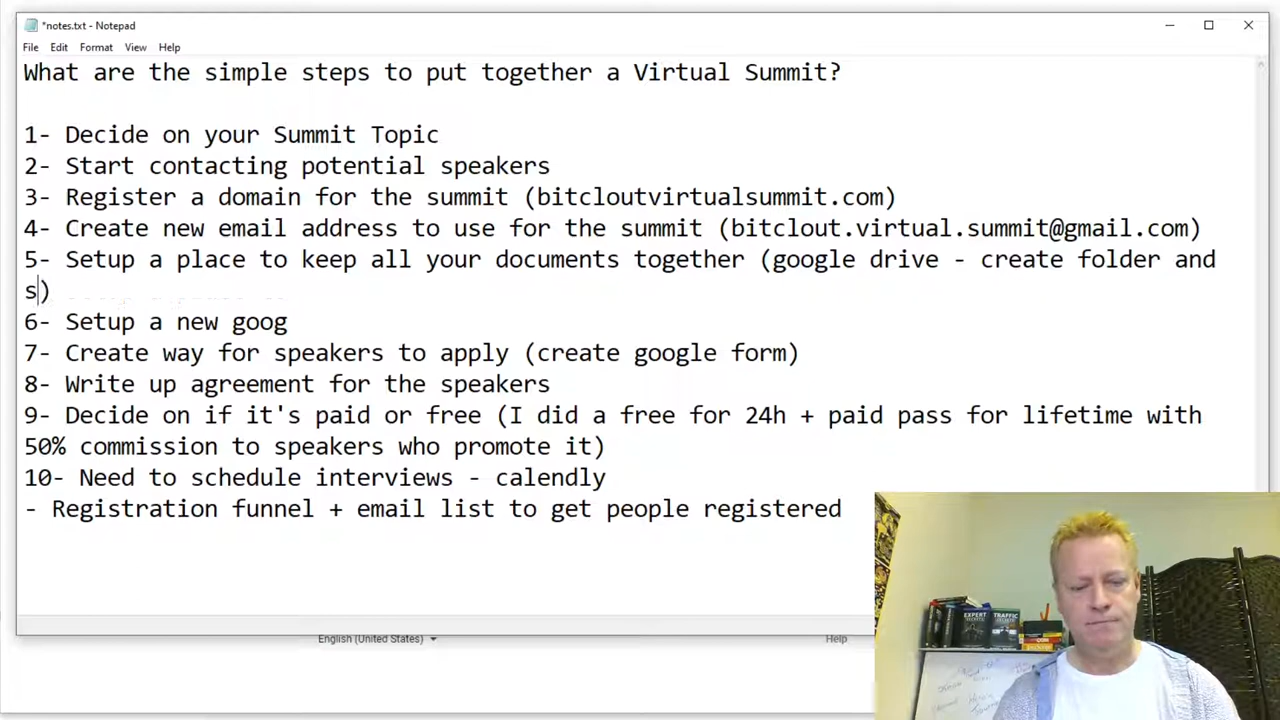 *notes.txt - Notepad
File Edit Format View Help
What are the simple steps to put together a Virtual Summit?
1- Decide on your Summit Topic
2- Start contacting potential speakers
3- Register a domain for the summit (bitcloutvirtualsummit.com)
4- Create new email address to use for the summit (bitclout.virtual.summit@gmail.com)
5- Setup a place to keep all your documents together (google drive - create folder and
s)
6- Setup a new goog
7- Create way for speakers to apply (create google form)
8- Write up agreement for the speakers
9- Decide on if it's paid or free (I did a free for 24h + paid pass for lifetime with
50% commission to speakers who promote it)
10- Need to schedule interviews - calendly
- Registration funnel + email list to get people registered
English (United States) Help
EXPERT
TRAFFIC